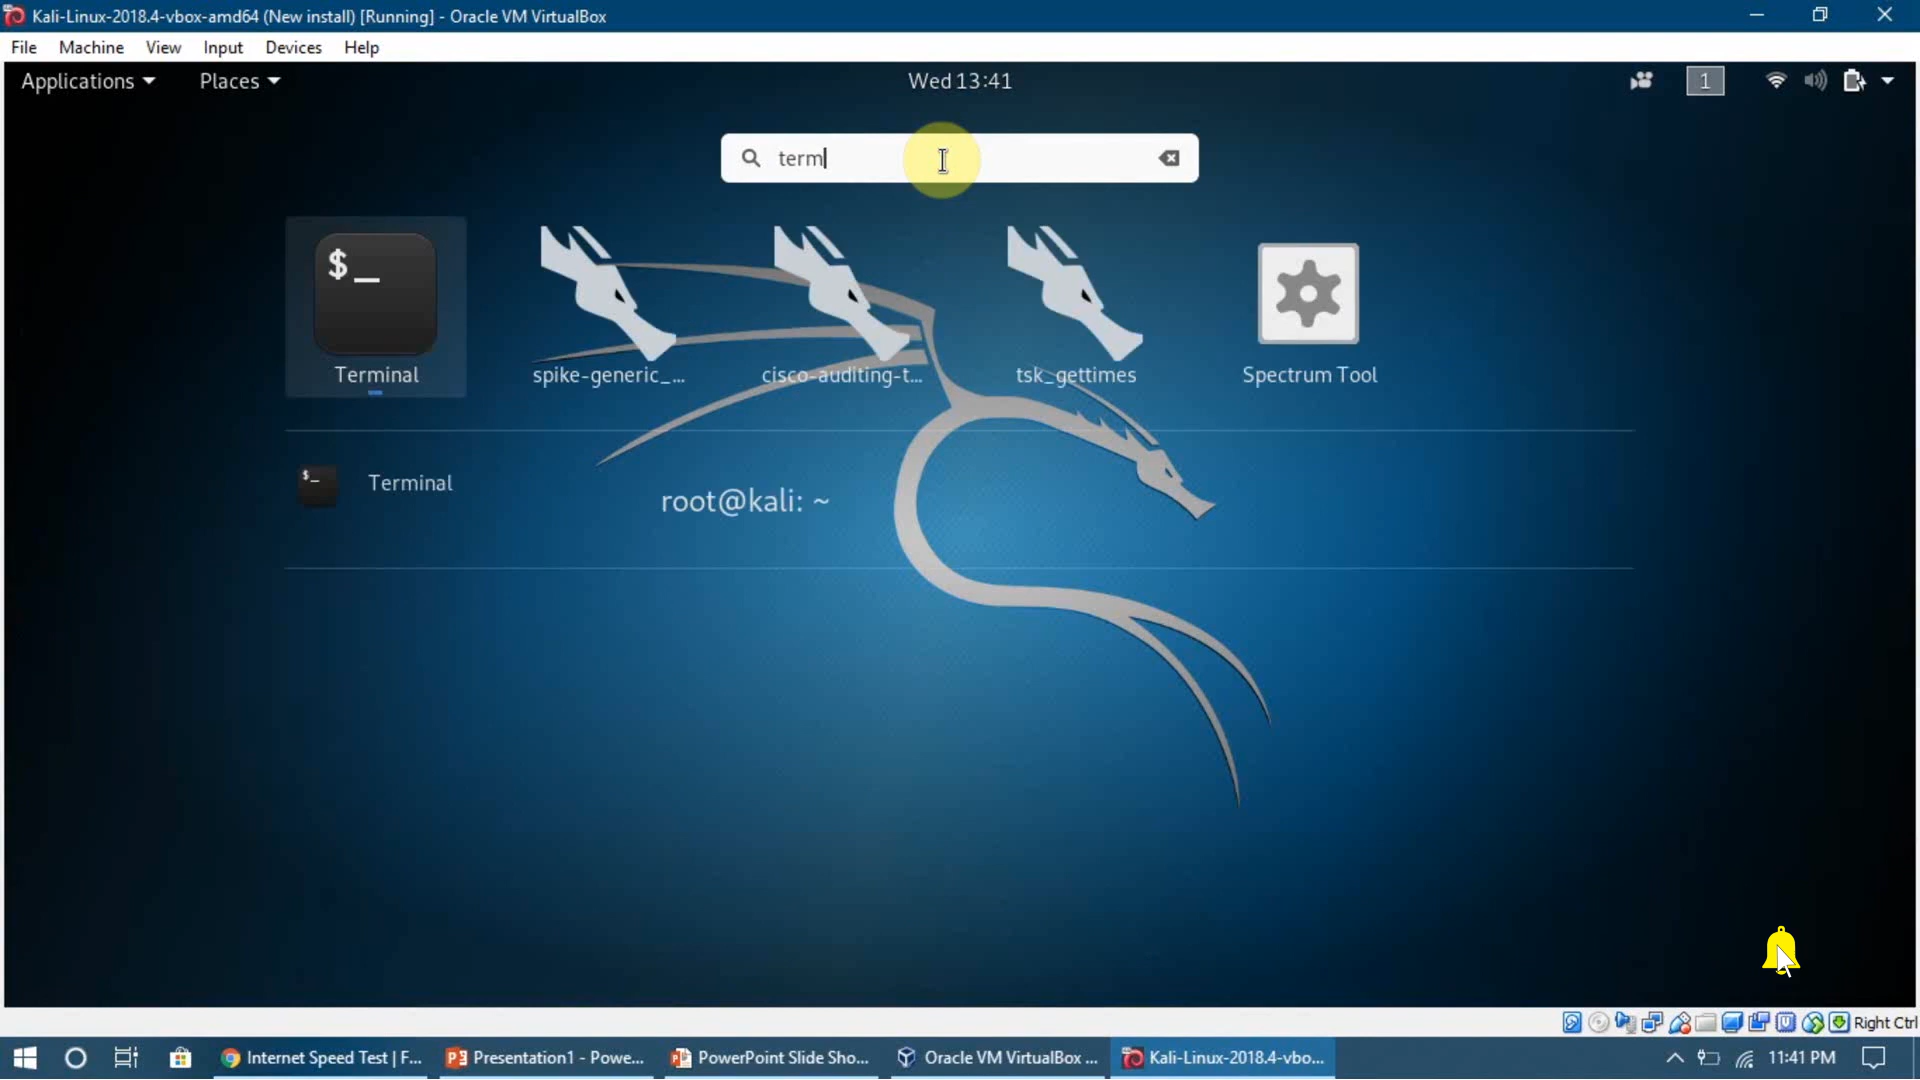 Kali-Linux-2018.4-vbox-amd64 (New install) [Running] - Oracle VM VirtualBox
File Machine View Input Devices Help
Applications Places Wed 13:41 1
term
$_
Terminal spike-generic_... cisco-auditing-t... tsk_gettimes Spectrum Tool
$_ Terminal
root@kali: ~
Right Ctrl
Internet Speed Test | F... Presentation1 - Powe... PowerPoint Slide Sho... Oracle VM VirtualBox ... Kali-Linux-2018.4-vbo... 11:41 PM